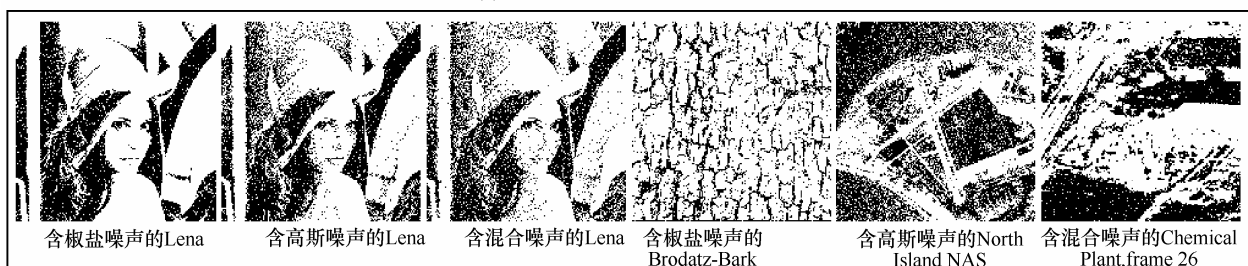 含椒盐噪声的Lena
含高斯噪声的Lena
含混合噪声的Lena
含椒盐噪声的
Brodatz-Bark
含高斯噪声的North
Island NAS
含混合噪声的Chemical
Plant,frame 26